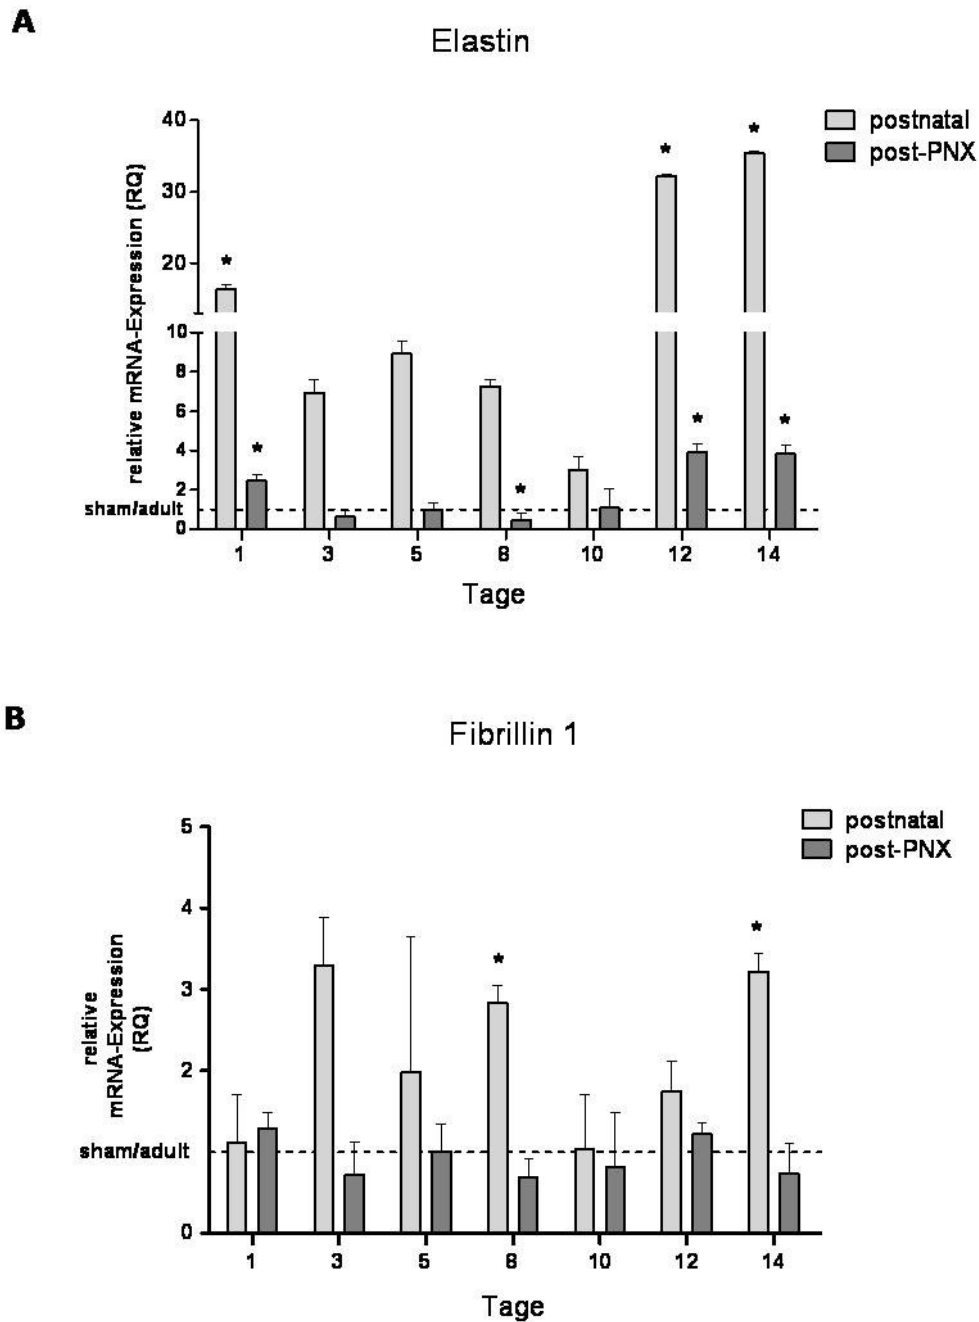 A
Elastin
postnatal
post-PNX
relative mRNA-Expression (RQ)
40
30
20
10
8
6
4
2
sham/adult
0
* * * * * * *
1 3 5 8 10 12 14
Tage
B
Fibrillin 1
postnatal
post-PNX
relative
mRNA-Expression
(RQ)
5
4
3
2
sham/adult
0
* *
1 3 5 8 10 12 14
Tage